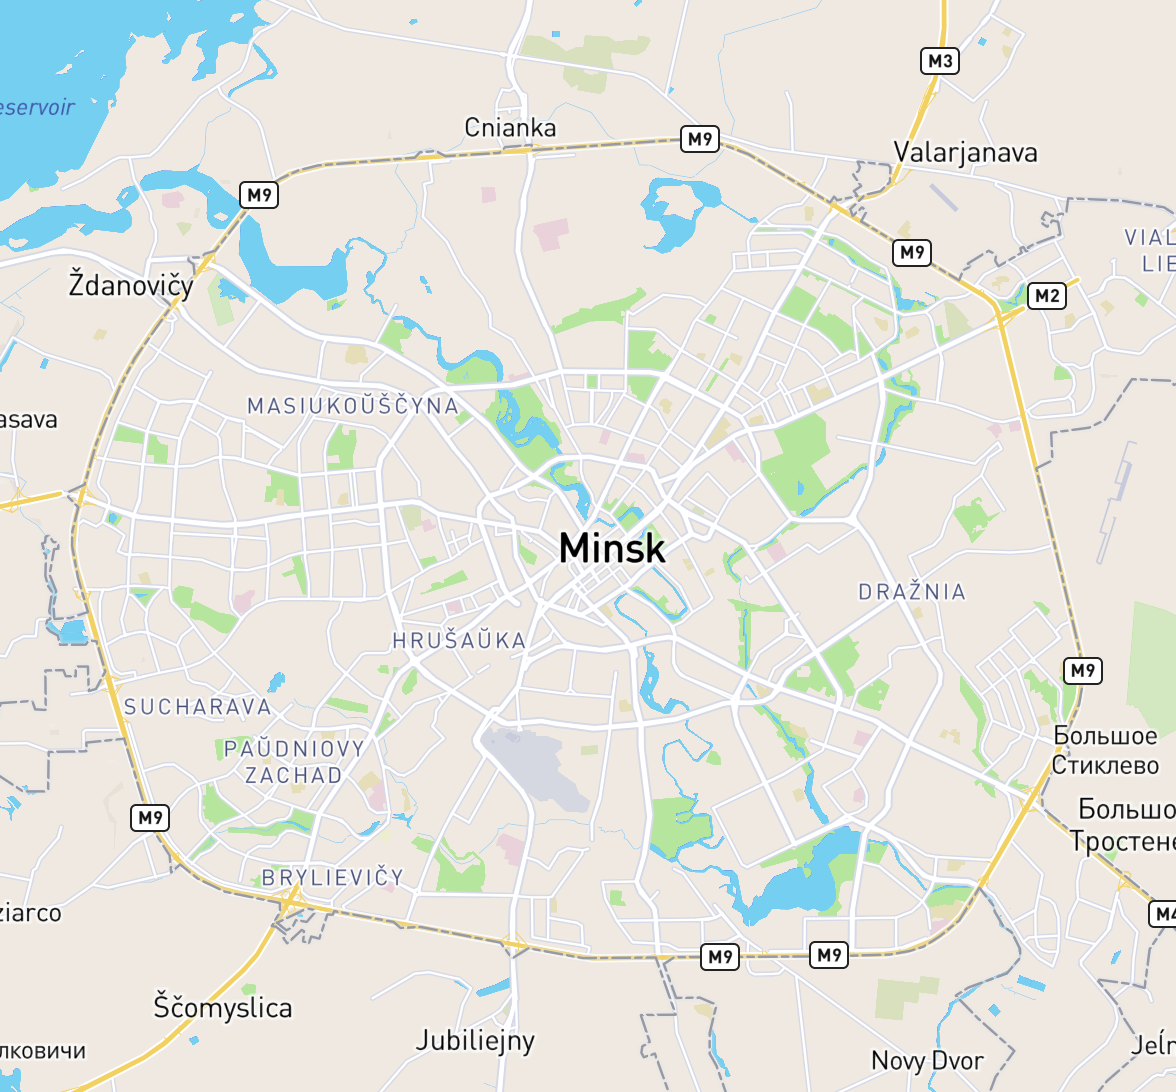 M3
eservoir
Cnianka
M9
Valarjanava
M9
VIAL
LIE
M9
Ždanovičy
M2
MASIUKOŬŠČYNA
asava
Minsk
DRAŽNIA
HRUŠAŬKA
M9
SUCHARAVA
Большое
Стиклево
PAŬDNIOVY
ZACHAD
M9
Большо
Тростене
BRYLIEVIČY
ziarco
M4
M9
M9
Ščomyslica
Jubiliejny
лковичи
Novy Dvor
Jeĺn